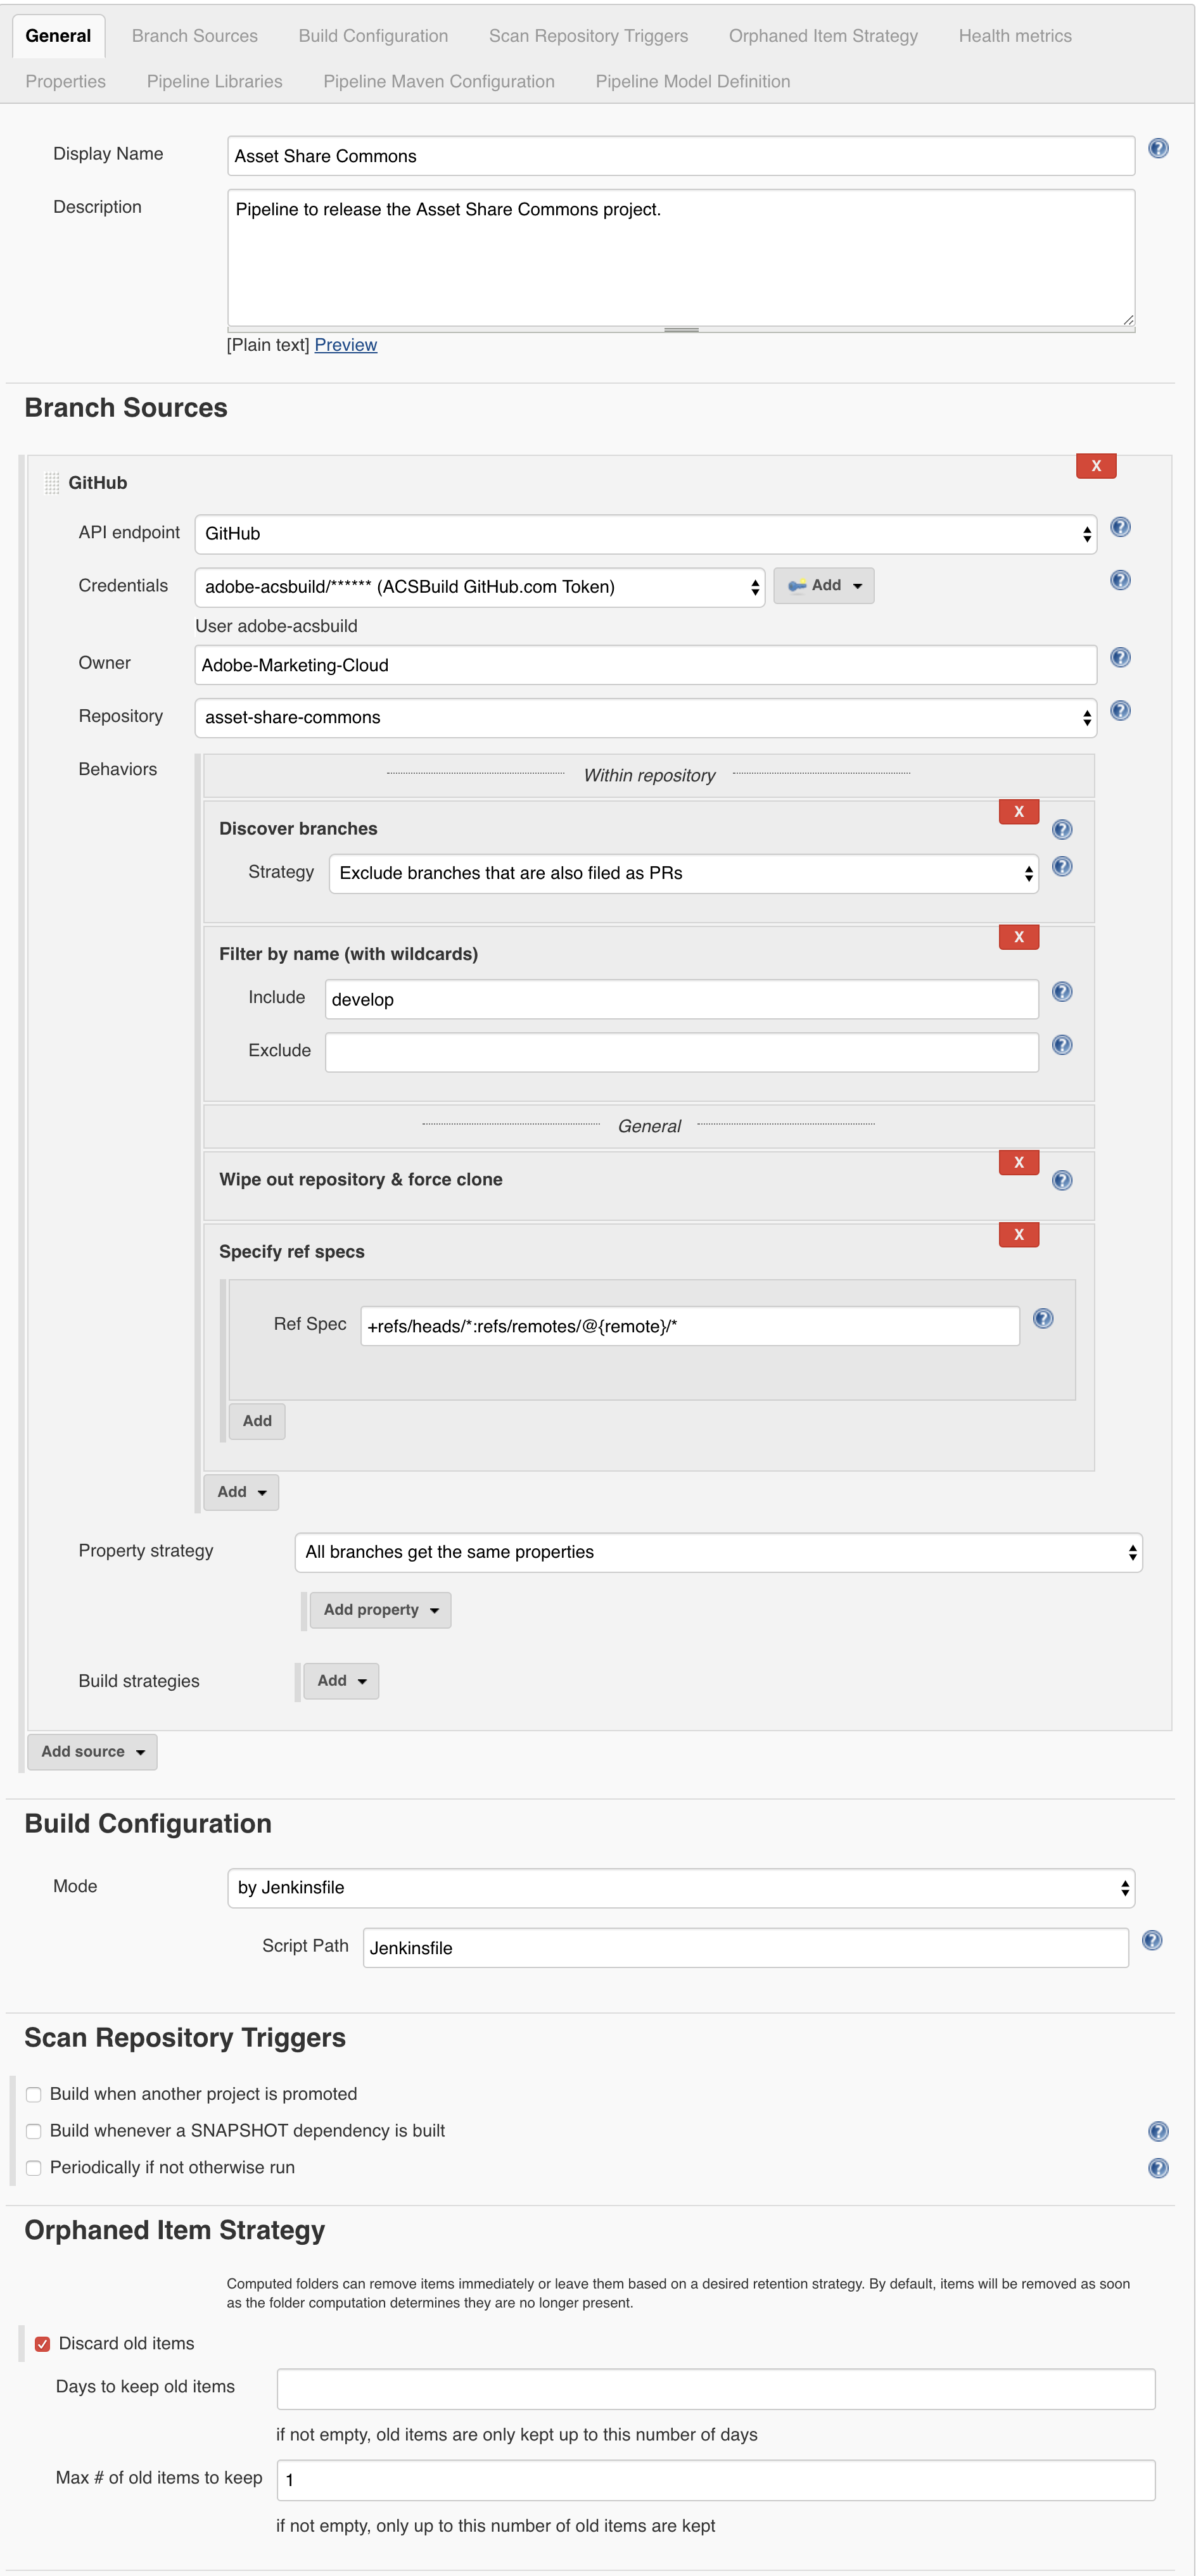 General Branch Sources Build Configuration Scan Repository Triggers Orphaned Item Strategy Health metrics
Properties Pipeline Libraries Pipeline Maven Configuration Pipeline Model Definition
Display Name Asset Share Commons
Description Pipeline to release the Asset Share Commons project.
[Plain text] Preview
Branch Sources
X
GitHub
API endpoint GitHub
Credentials adobe-acsbuild/****** (ACSBuild GitHub.com Token) Add
User adobe-acsbuild
Owner Adobe-Marketing-Cloud
Repository asset-share-commons
Behaviors Within repository
X
Discover branches
Strategy Exclude branches that are also filed as PRs
X
Filter by name (with wildcards)
Include develop
Exclude
General
X
Wipe out repository & force clone
X
Specify ref specs
Ref Spec +refs/heads/*:refs/remotes/@{remote}/*
Add
Add
Property strategy All branches get the same properties
Add property
Build strategies Add
Add source
Build Configuration
Mode by Jenkinsfile
Script Path Jenkinsfile
Scan Repository Triggers
Build when another project is promoted
Build whenever a SNAPSHOT dependency is built
Periodically if not otherwise run
Orphaned Item Strategy
Computed folders can remove items immediately or leave them based on a desired retention strategy. By default, items will be removed as soon
as the folder computation determines they are no longer present.
Discard old items
Days to keep old items
if not empty, old items are only kept up to this number of days
Max # of old items to keep 1
if not empty, only up to this number of old items are kept